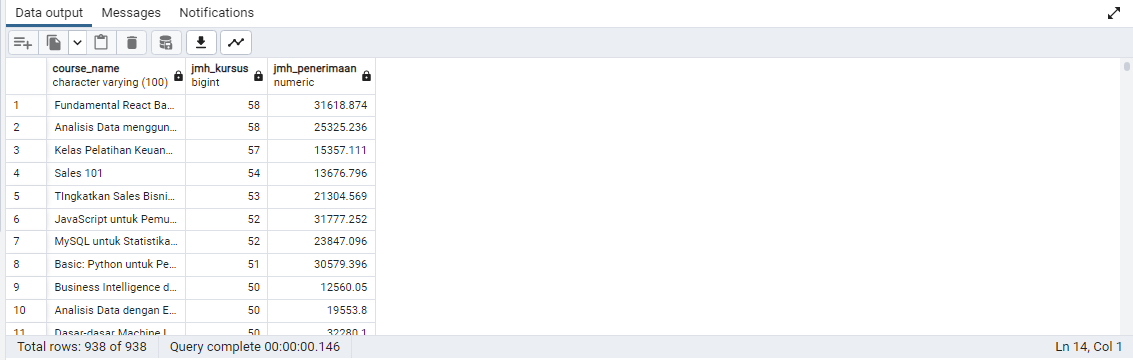 Data output Messages Notifications
course_name jmh_kursus jmh_penerimaan
character varying (100) bigint numeric
1 Fundamental React Ba... 58 31618.874
2 Analisis Data menggun... 58 25325.236
3 Kelas Pelatihan Keuan... 57 15357.111
4 Sales 101 54 13676.796
5 TIngkatkan Sales Bisni... 53 21304.569
6 JavaScript untuk Pemu... 52 31777.252
7 MySQL untuk Statistika... 52 23847.096
8 Basic: Python untuk Pe... 51 30579.396
9 Business Intelligence d... 50 12560.05
10 Analisis Data dengan E... 50 19553.8
11 Dasar-dasar Machine L... 50 32280.1
Total rows: 938 of 938 Query complete 00:00:00.146 Ln 14, Col 1